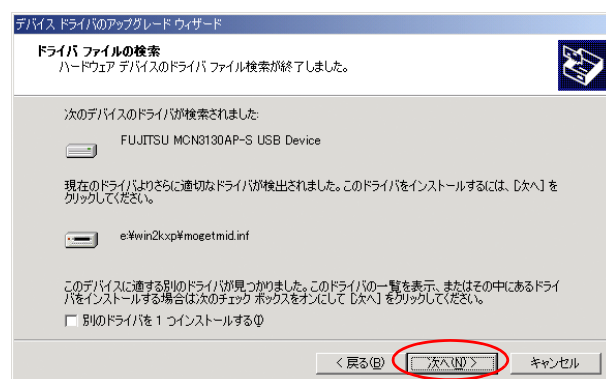 デバイス ドライバのアップグレード ウィザード
ドライバ ファイルの検索
ハードウェア デバイスのドライバ ファイル検索が終了しました。
次のデバイスのドライバが検索されました:
FUJITSU MCN3130AP-S USB Device
現在のドライバよりさらに適切なドライバが検出されました。このドライバをインストールするには、[次へ] を
クリックしてください。
e:¥win2kxp¥mogetmid.inf
このデバイスに適する別のドライバが見つかりました。このドライバの一覧を表示、またはその中にあるドライ
バをインストールする場合は次のチェック ボックスをオンにして [次へ] をクリックしてください。
別のドライバを 1 つインストールする(I)
< 戻る(B) 次へ(N) > キャンセル